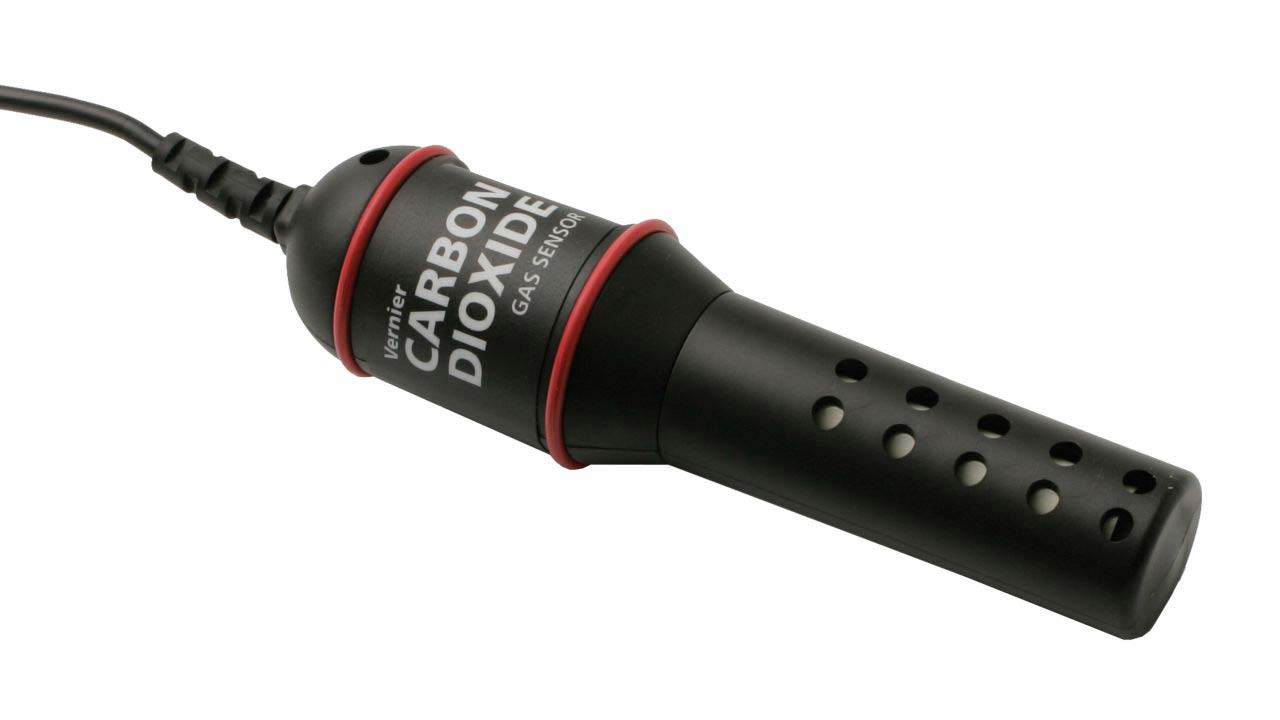 Vernier
CARBON
DIOXIDE
GAS SENSOR